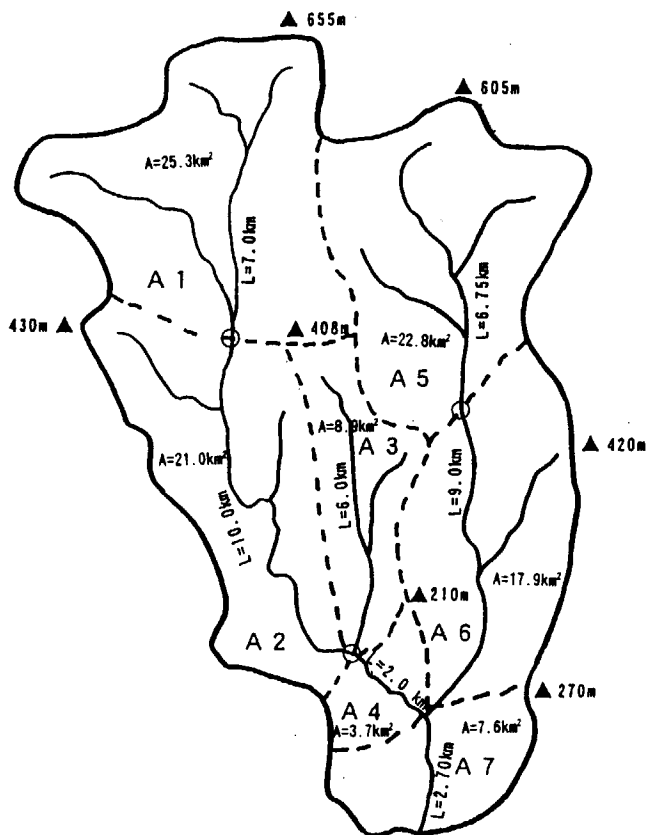 ▲ 655m
▲ 605m
A=25.3km²
L=7.0km
A 1
L=6.75km
430m ▲
▲ 408m
A=22.8km²
A 5
A=8.9km²
A 3
▲ 420m
A=21.0km²
L=6.0km
L=9.0km
L=10.0km
A=17.9km²
▲ 210m
A 2
A 6
L=2.0 km
▲ 270m
A 4
A=3.7km²
A=7.6km²
A 7
L=2.70km